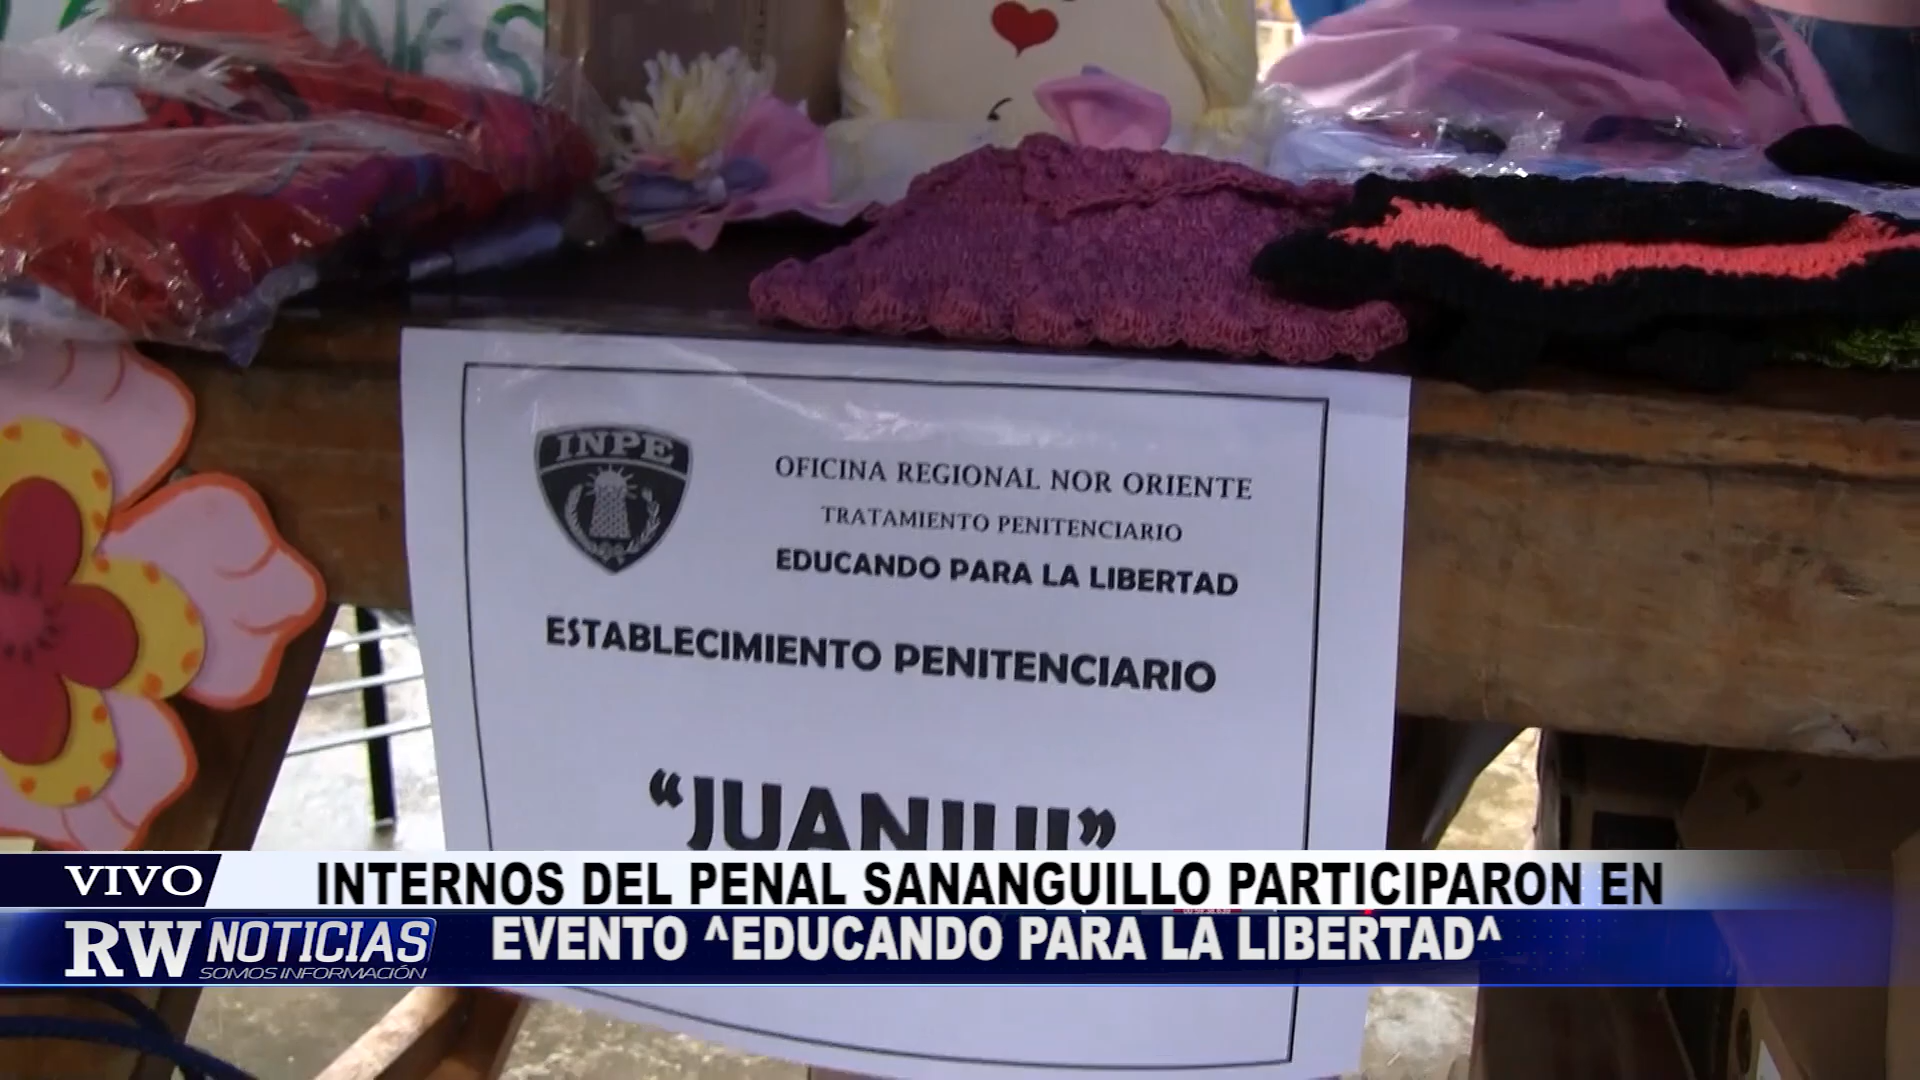 INPE
OFICINA REGIONAL NOR ORIENTE
TRATAMIENTO PENITENCIARIO
EDUCANDO PARA LA LIBERTAD
ESTABLECIMIENTO PENITENCIARIO
“JUANJUI”
VIVO
INTERNOS DEL PENAL SANANGUILLO PARTICIPARON EN
RW NOTICIAS
EVENTO ^EDUCANDO PARA LA LIBERTAD^
SOMOS INFORMACIÓN